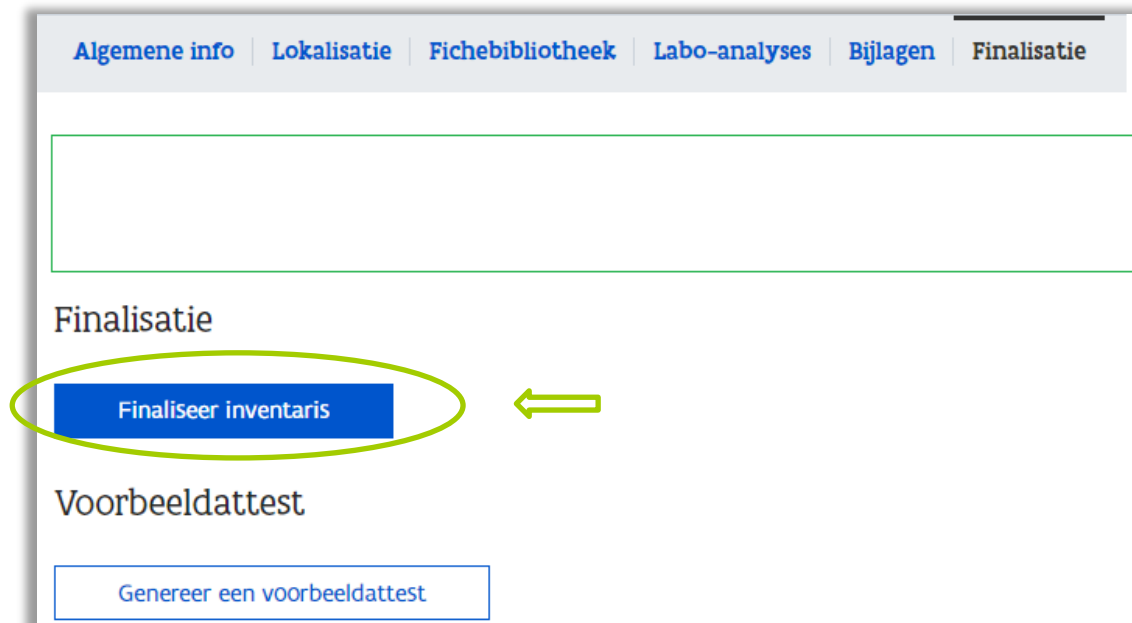 Algemene info Lokalisatie Fichebibliotheek Labo-analyses Bijlagen Finalisatie
Finalisatie
Finaliseer inventaris
Voorbeeldattest
Genereer een voorbeeldattest